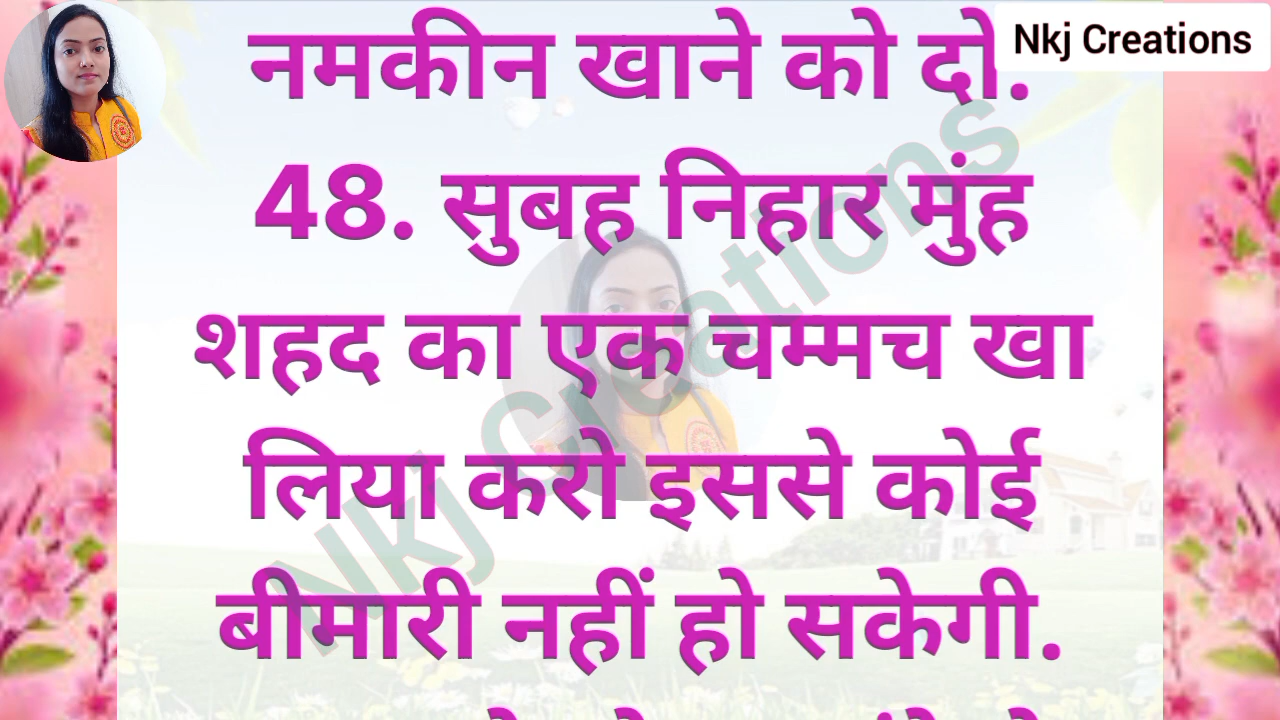 Nkj Creations
नमकीन खाने को दो.
48. सुबह निहार मुंह
शहद का एक चम्मच खा
लिया करो इससे कोई
बीमारी नहीं हो सकेगी.
Nkj Creations